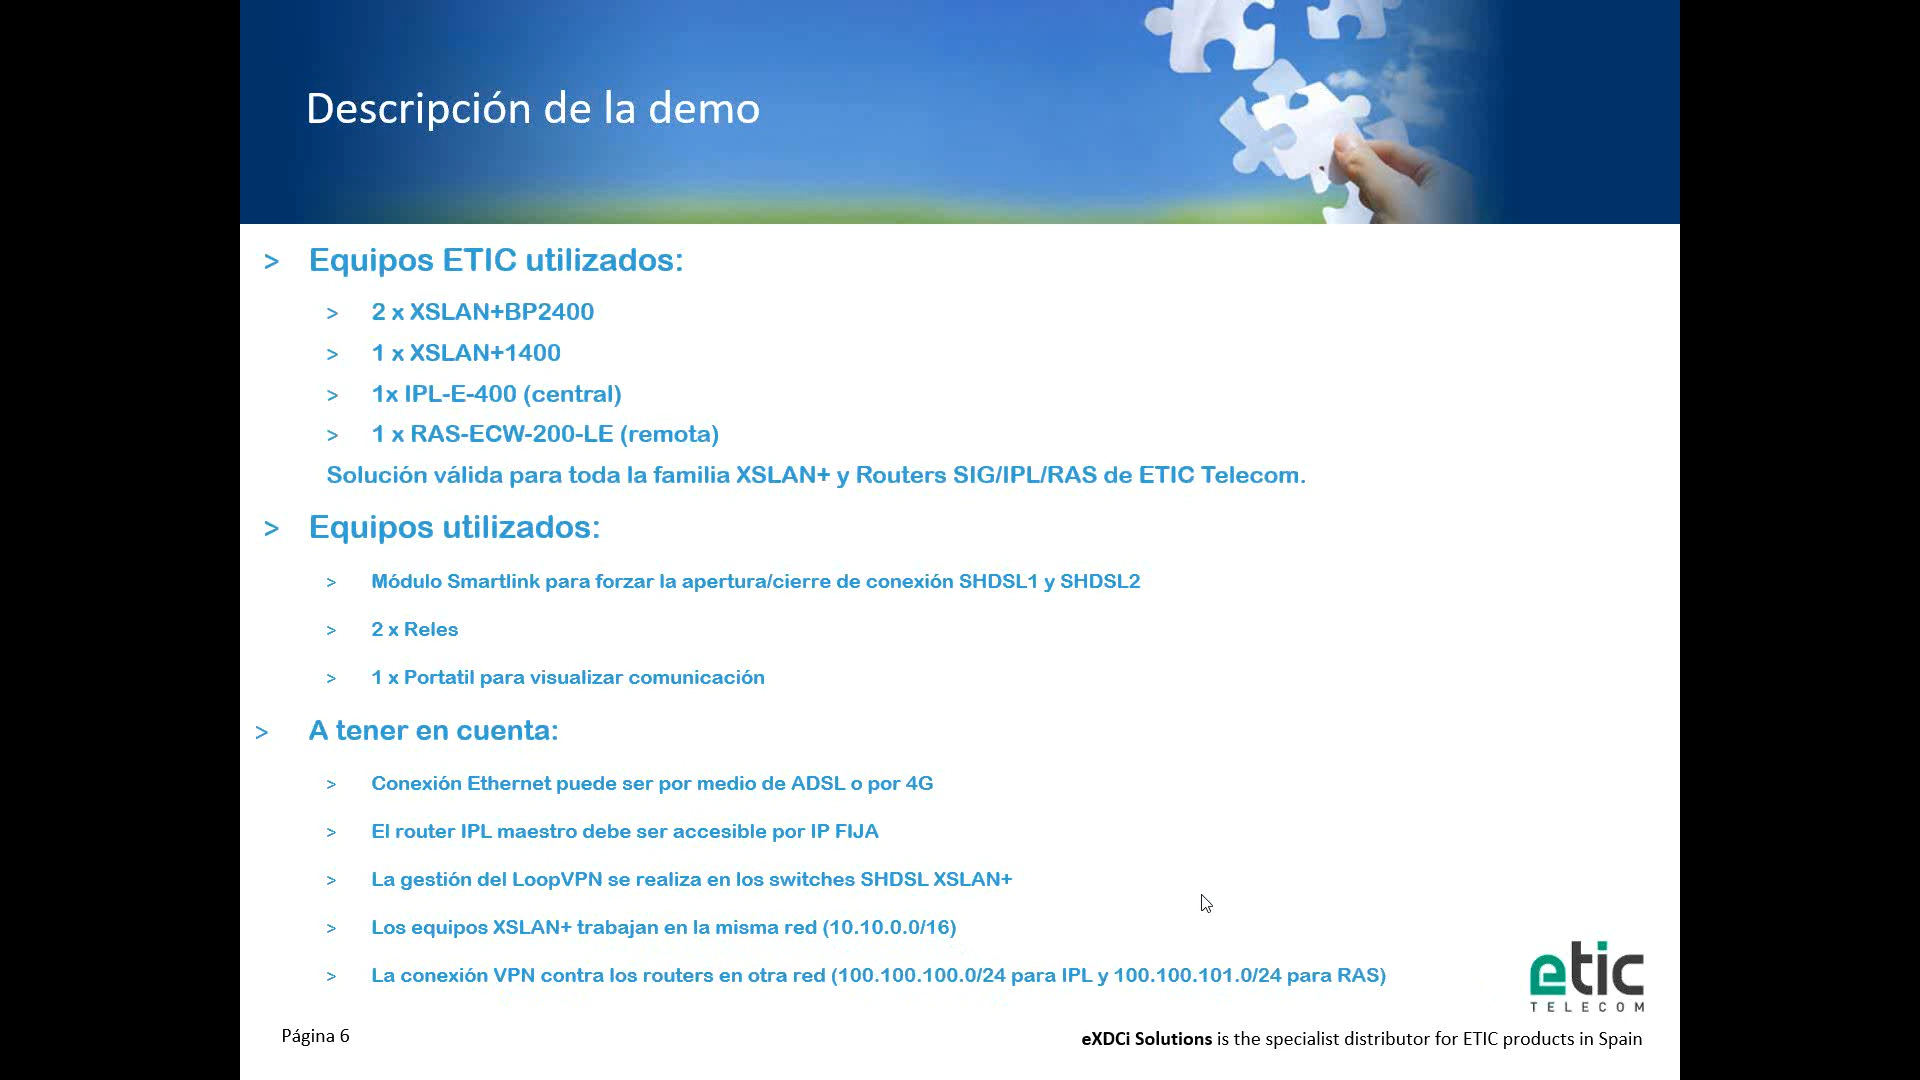 Descripción de la demo
> Equipos ETIC utilizados:
> 2 x XSLAN+BP2400
> 1 x XSLAN+1400
> 1x IPL-E-400 (central)
> 1 x RAS-ECW-200-LE (remota)
Solución válida para toda la familia XSLAN+ y Routers SIG/IPL/RAS de ETIC Telecom.
> Equipos utilizados:
> Módulo Smartlink para forzar la apertura/cierre de conexión SHDSL1 y SHDSL2
> 2 x Reles
> 1 x Portatil para visualizar comunicación
> A tener en cuenta:
> Conexión Ethernet puede ser por medio de ADSL o por 4G
> El router IPL maestro debe ser accesible por IP FIJA
> La gestión del LoopVPN se realiza en los switches SHDSL XSLAN+
> Los equipos XSLAN+ trabajan en la misma red (10.10.0.0/16)
> La conexión VPN contra los routers en otra red (100.100.100.0/24 para IPL y 100.100.101.0/24 para RAS)
etic
TELECOM
Página 6
eXDCi Solutions is the specialist distributor for ETIC products in Spain